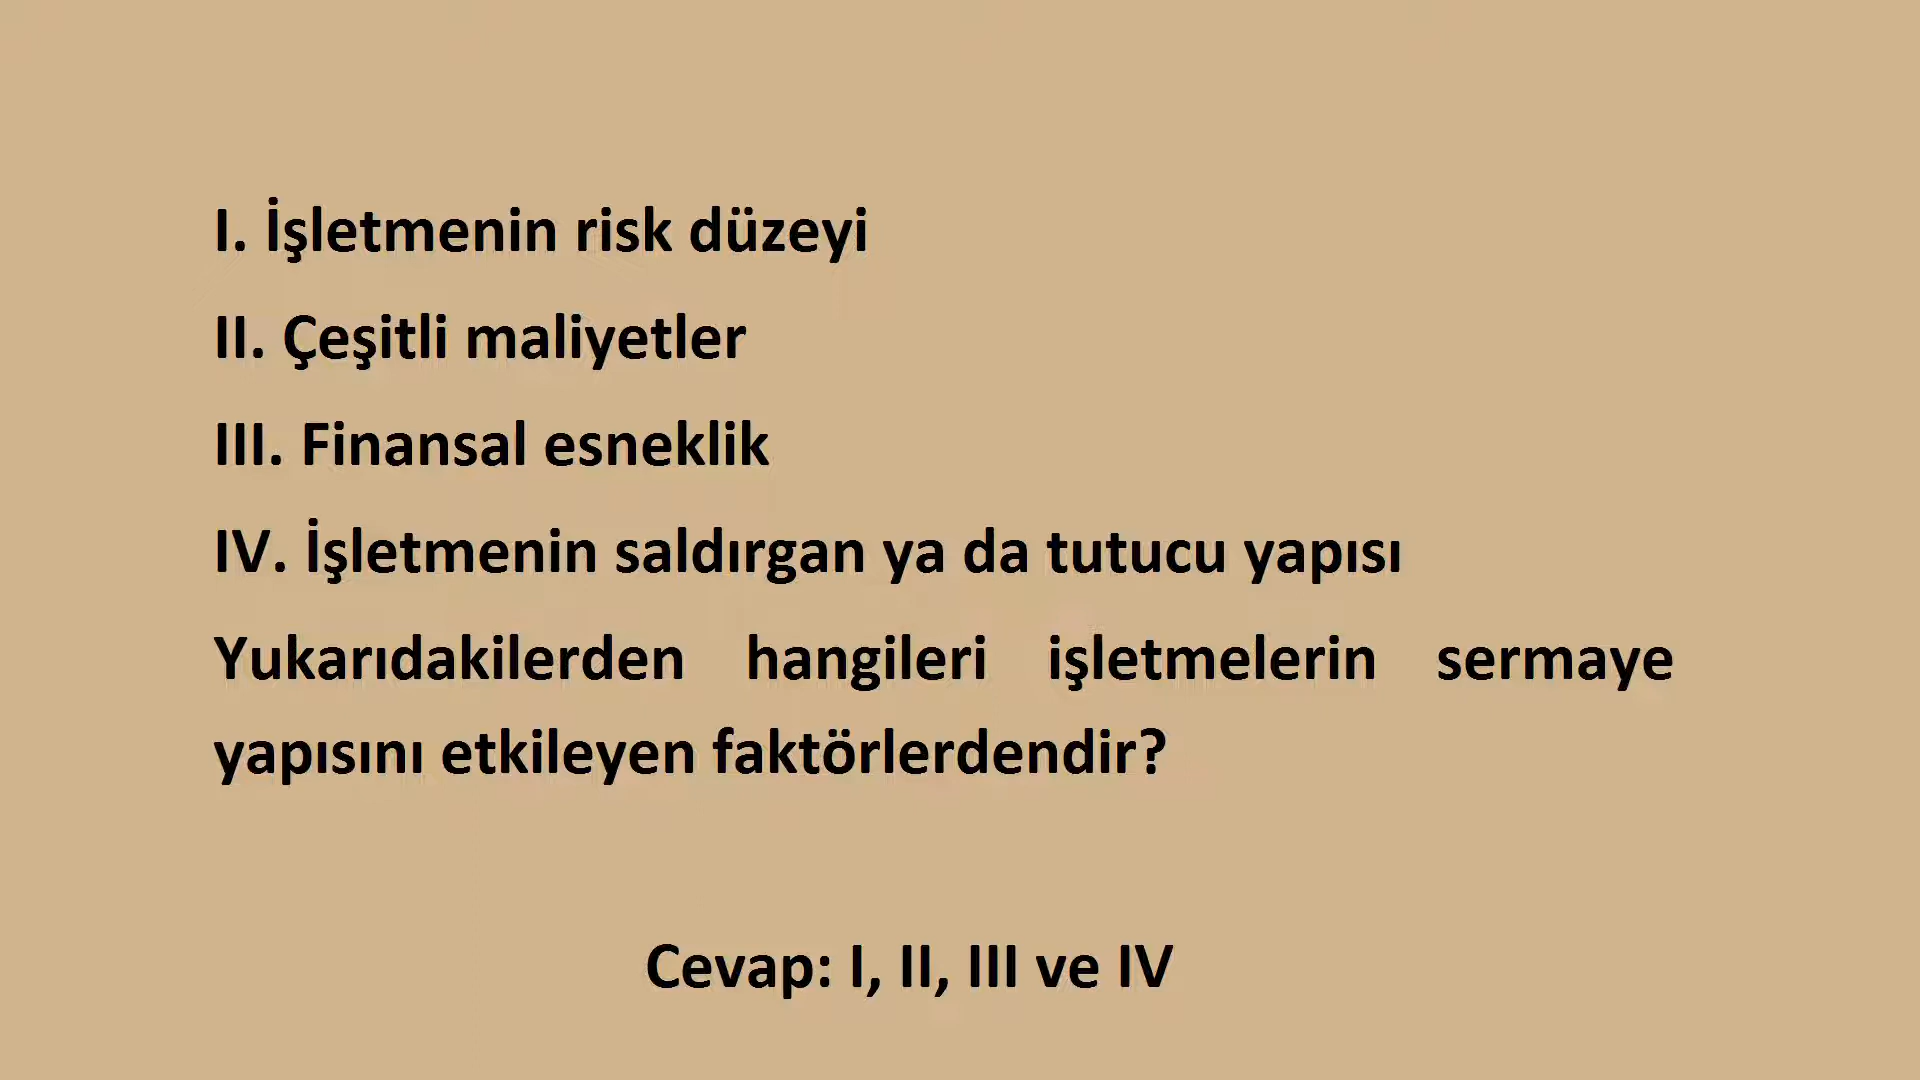 I. İşletmenin risk düzeyi
II. Çeşitli maliyetler
III. Finansal esneklik
IV. İşletmenin saldırgan ya da tutucu yapısı
Yukarıdakilerden hangileri işletmelerin sermaye
yapısını etkileyen faktörlerdendir?
Cevap: I, II, III ve IV